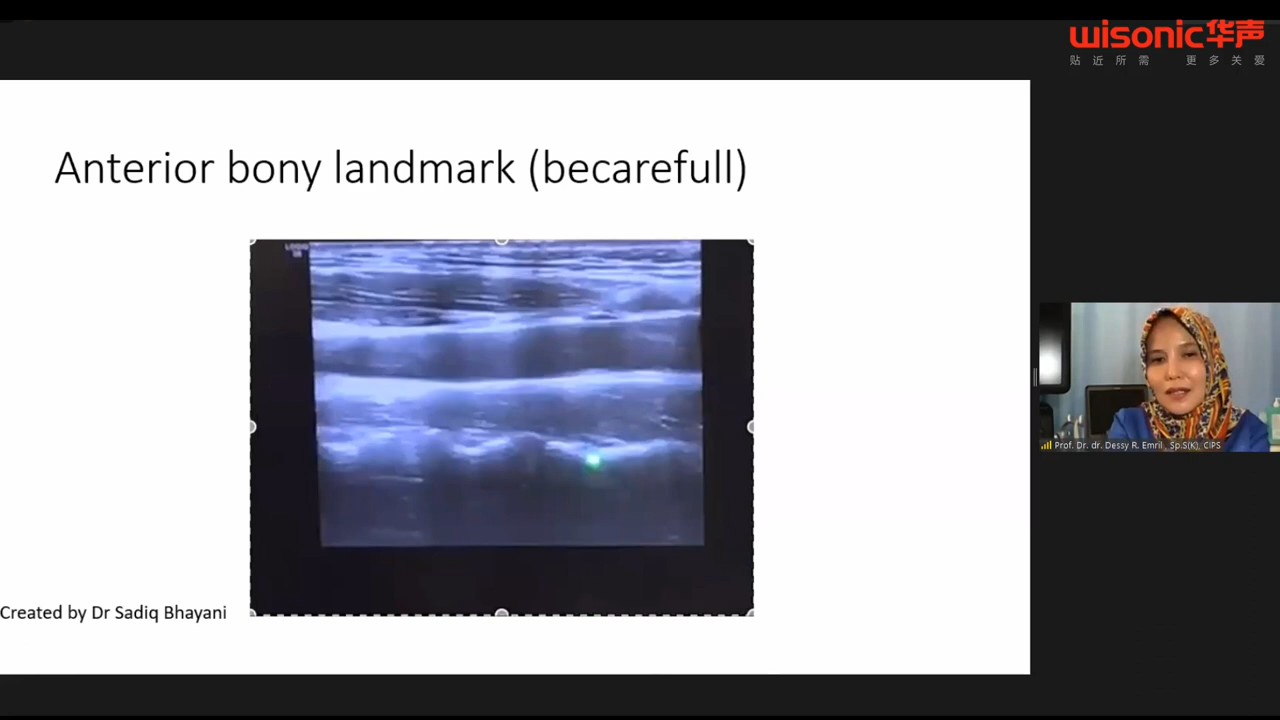 wisonic华声
贴近所需 更多关爱
Anterior bony landmark (becarefull)
Created by Dr Sadiq Bhayani
Prof. Dr. dr. Dessy R. Emril , Sp.S(K), CIPS